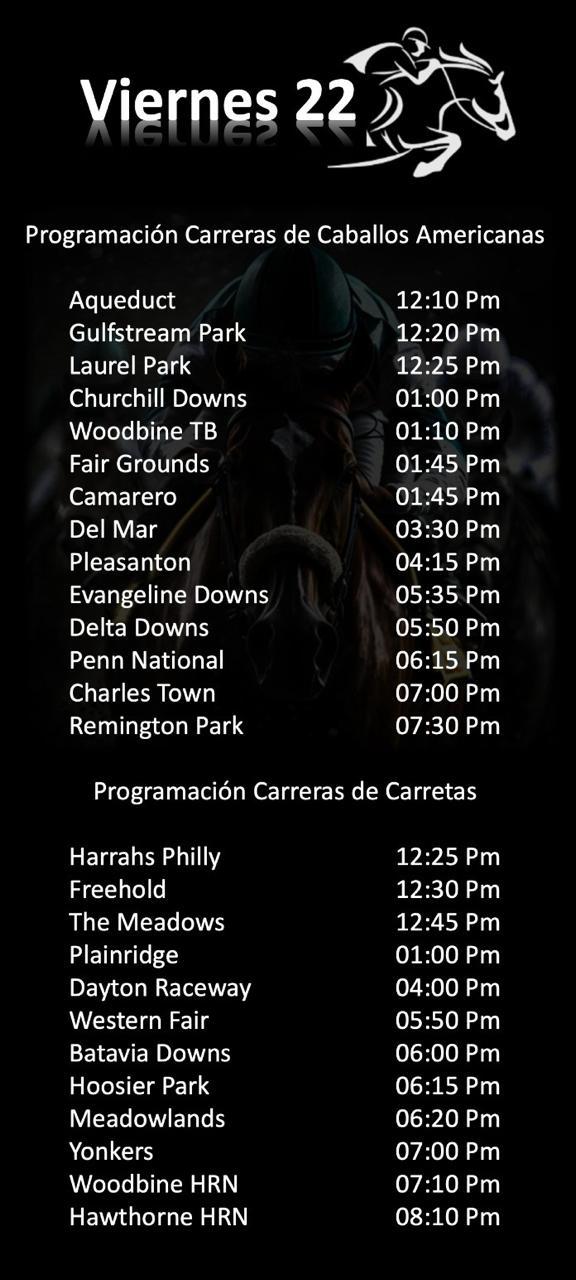 Viernes 22
Programación Carreras de Caballos Americanas
Aqueduct 12:10 Pm
Gulfstream Park 12:20 Pm
Laurel Park 12:25 Pm
Churchill Downs 01:00 Pm
Woodbine TB 01:10 Pm
Fair Grounds 01:45 Pm
Camarero 01:45 Pm
Del Mar 03:30 Pm
Pleasanton 04:15 Pm
Evangeline Downs 05:35 Pm
Delta Downs 05:50 Pm
Penn National 06:15 Pm
Charles Town 07:00 Pm
Remington Park 07:30 Pm
Programación Carreras de Carretas
Harrahs Philly 12:25 Pm
Freehold 12:30 Pm
The Meadows 12:45 Pm
Plainridge 01:00 Pm
Dayton Raceway 04:00 Pm
Western Fair 05:50 Pm
Batavia Downs 06:00 Pm
Hoosier Park 06:15 Pm
Meadowlands 06:20 Pm
Yonkers 07:00 Pm
Woodbine HRN 07:10 Pm
Hawthorne HRN 08:10 Pm